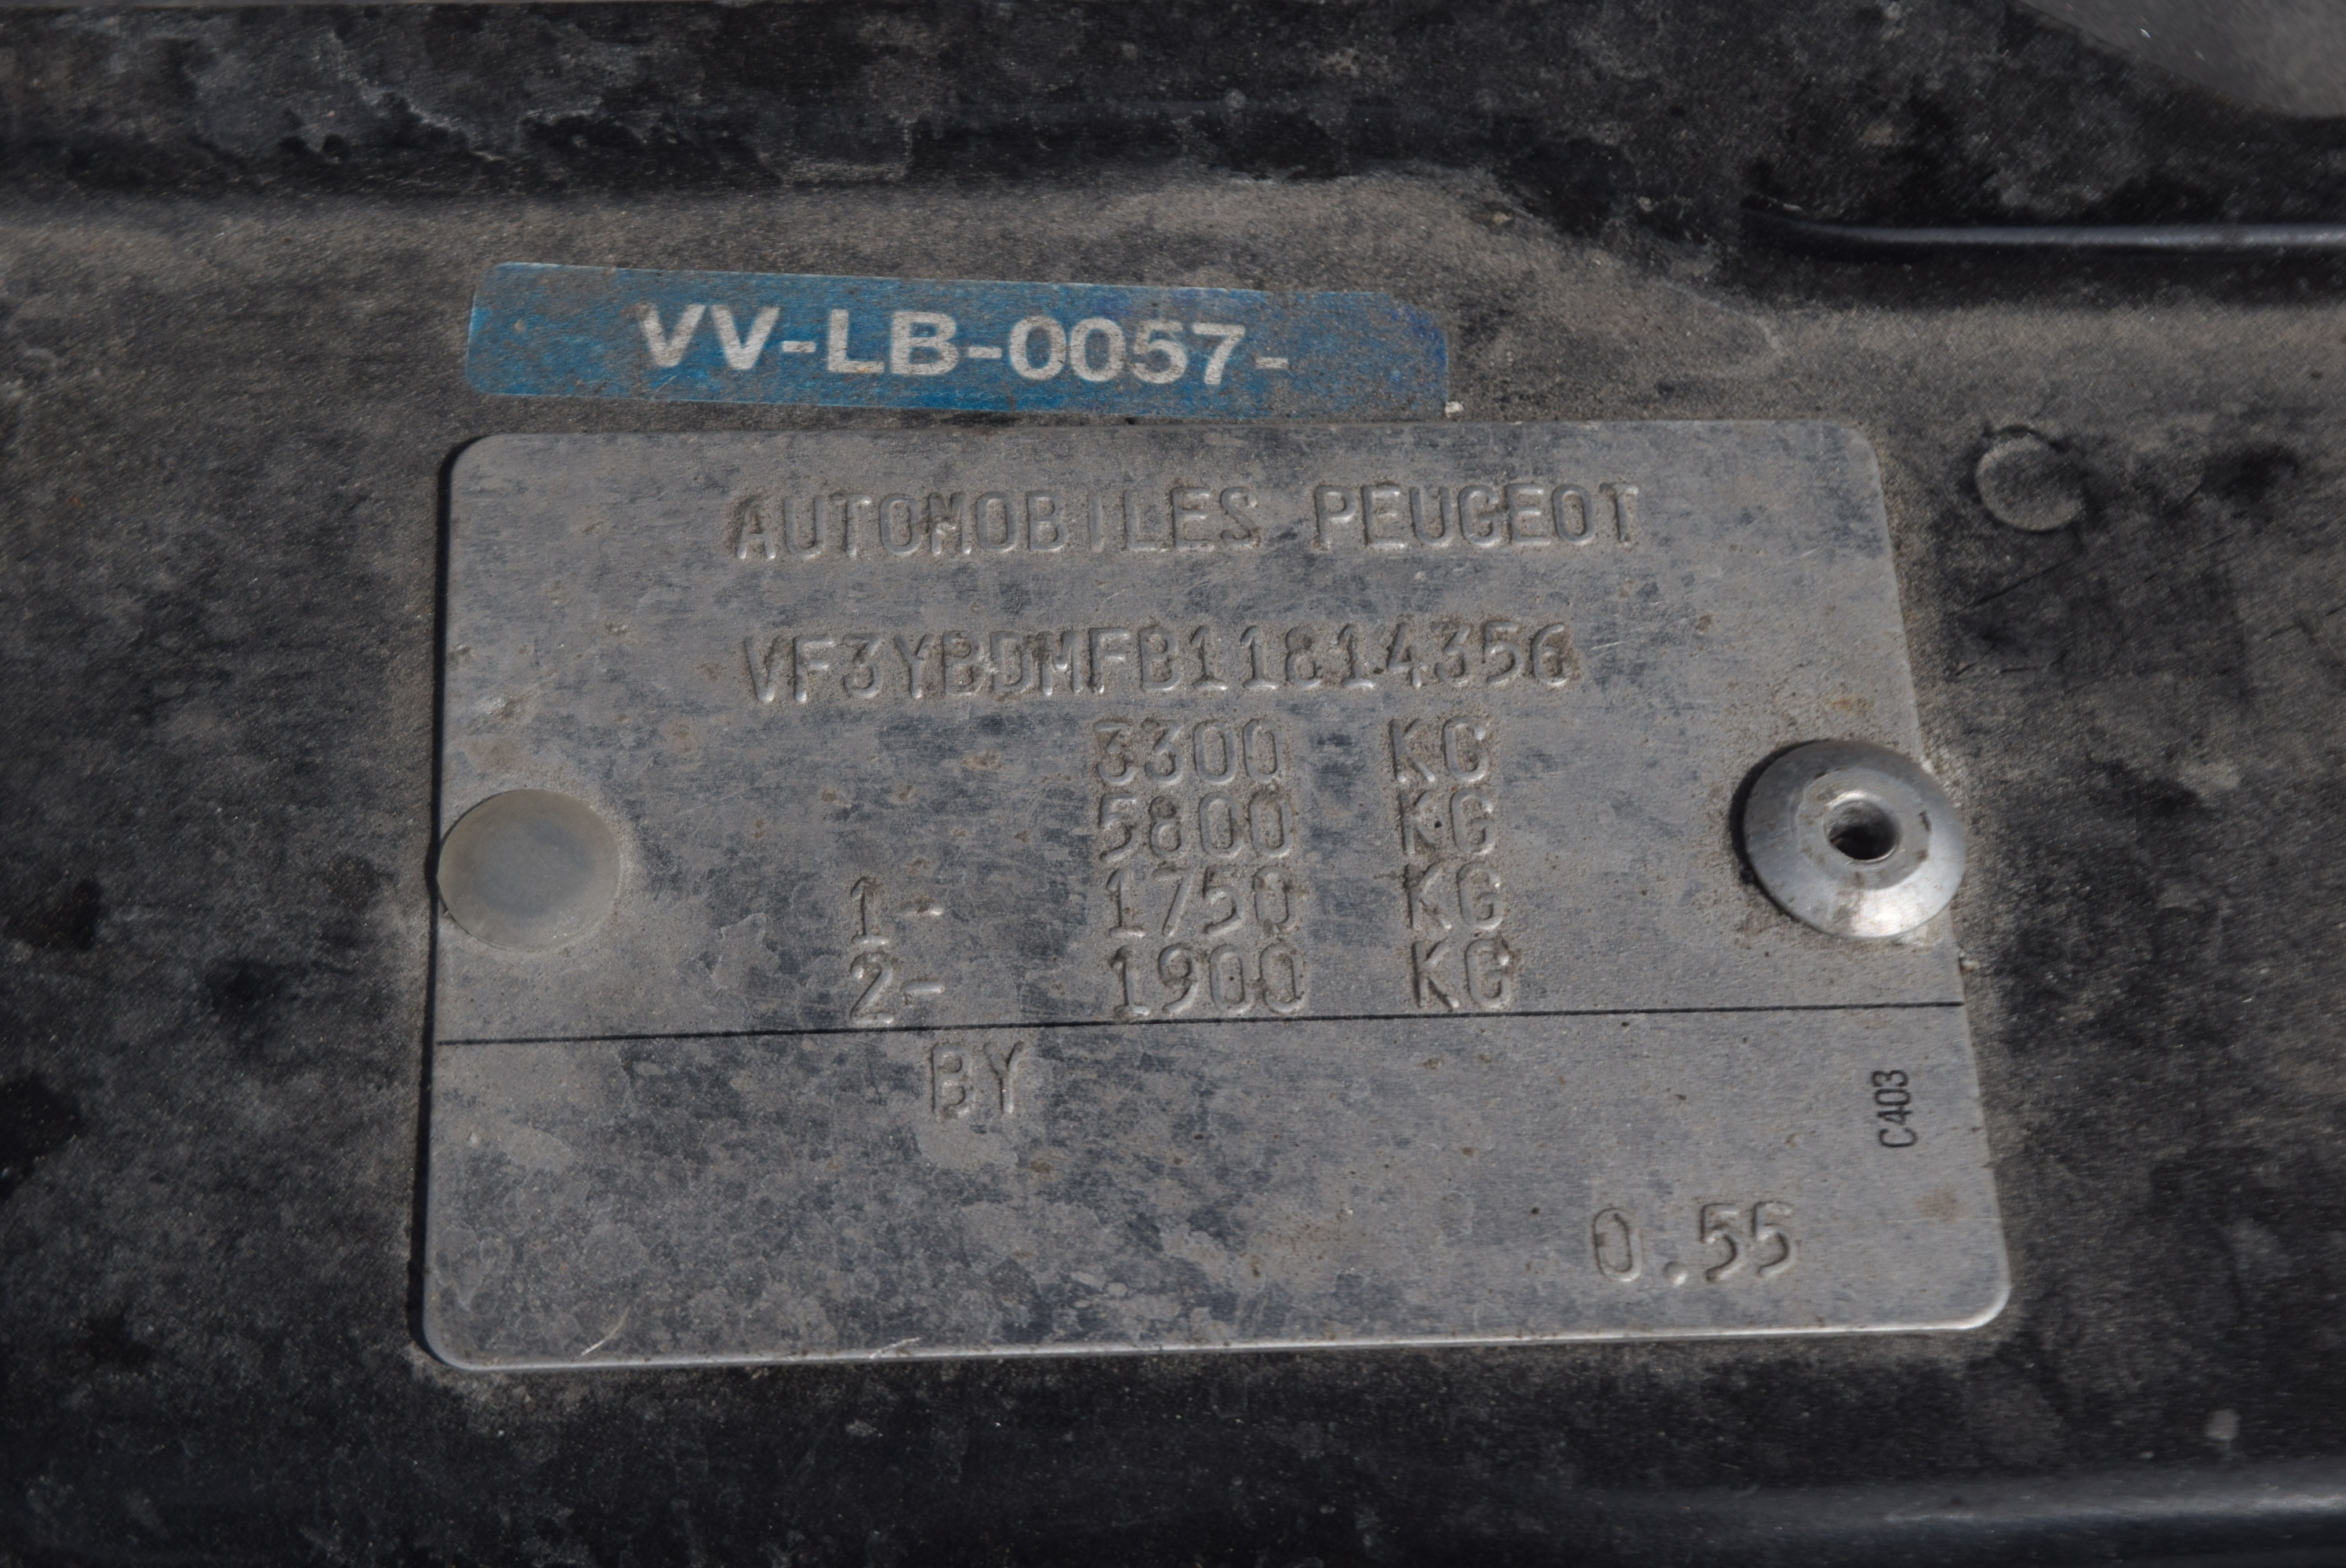 VV-LB-0057-
AUTOMOBILES PEUGEOT
VF3YBDMFB11814356
3300 KG
5800 KG
1- 1750 KG
2- 1900 KG
BY
C403
0.55